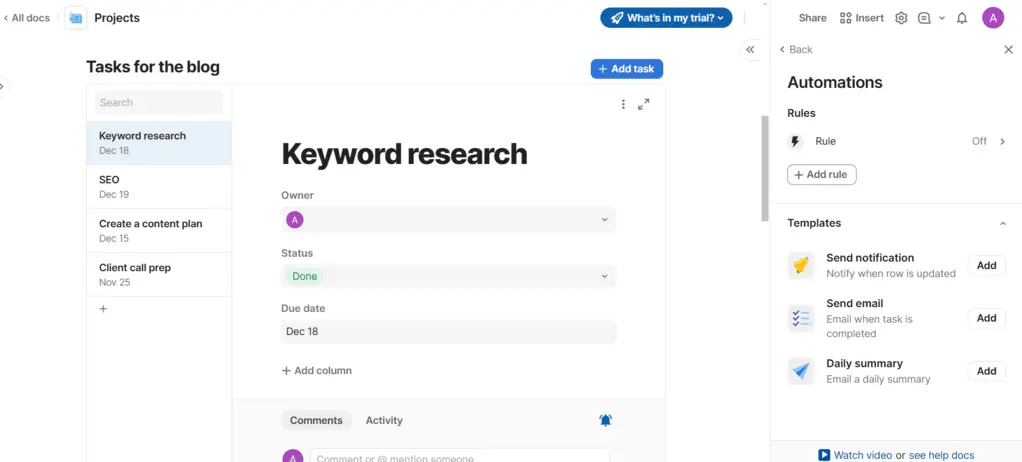 All docs
Projects
What's in my trial?
Share
Insert
A
Tasks for the blog
+ Add task
Search
Keyword research
Dec 18
SEO
Dec 19
Create a content plan
Dec 15
Client call prep
Nov 25
+
Keyword research
Owner
A
Status
Done
Due date
Dec 18
+ Add column
Comments
Activity
A
Comment or @ mention someone
Back
Automations
Rules
Rule
Off
+ Add rule
Templates
Send notification
Notify when row is updated
Add
Send email
Email when task is
completed
Add
Daily summary
Email a daily summary
Add
Watch video or see help docs